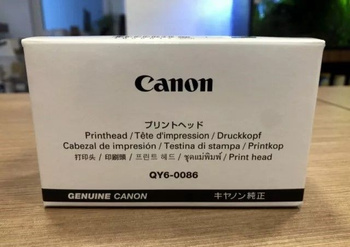 Canon
プリントヘッド
Printhead / Tête d'impression / Druckkopf
Cabezal de impresión / Testina di stampa / Printkop
打印头 / 印刷頭 / 프린트 헤드 / ชุดแม่พิมพ์ / Print head
QY6-0086
GENUINE CANON キヤノン純正